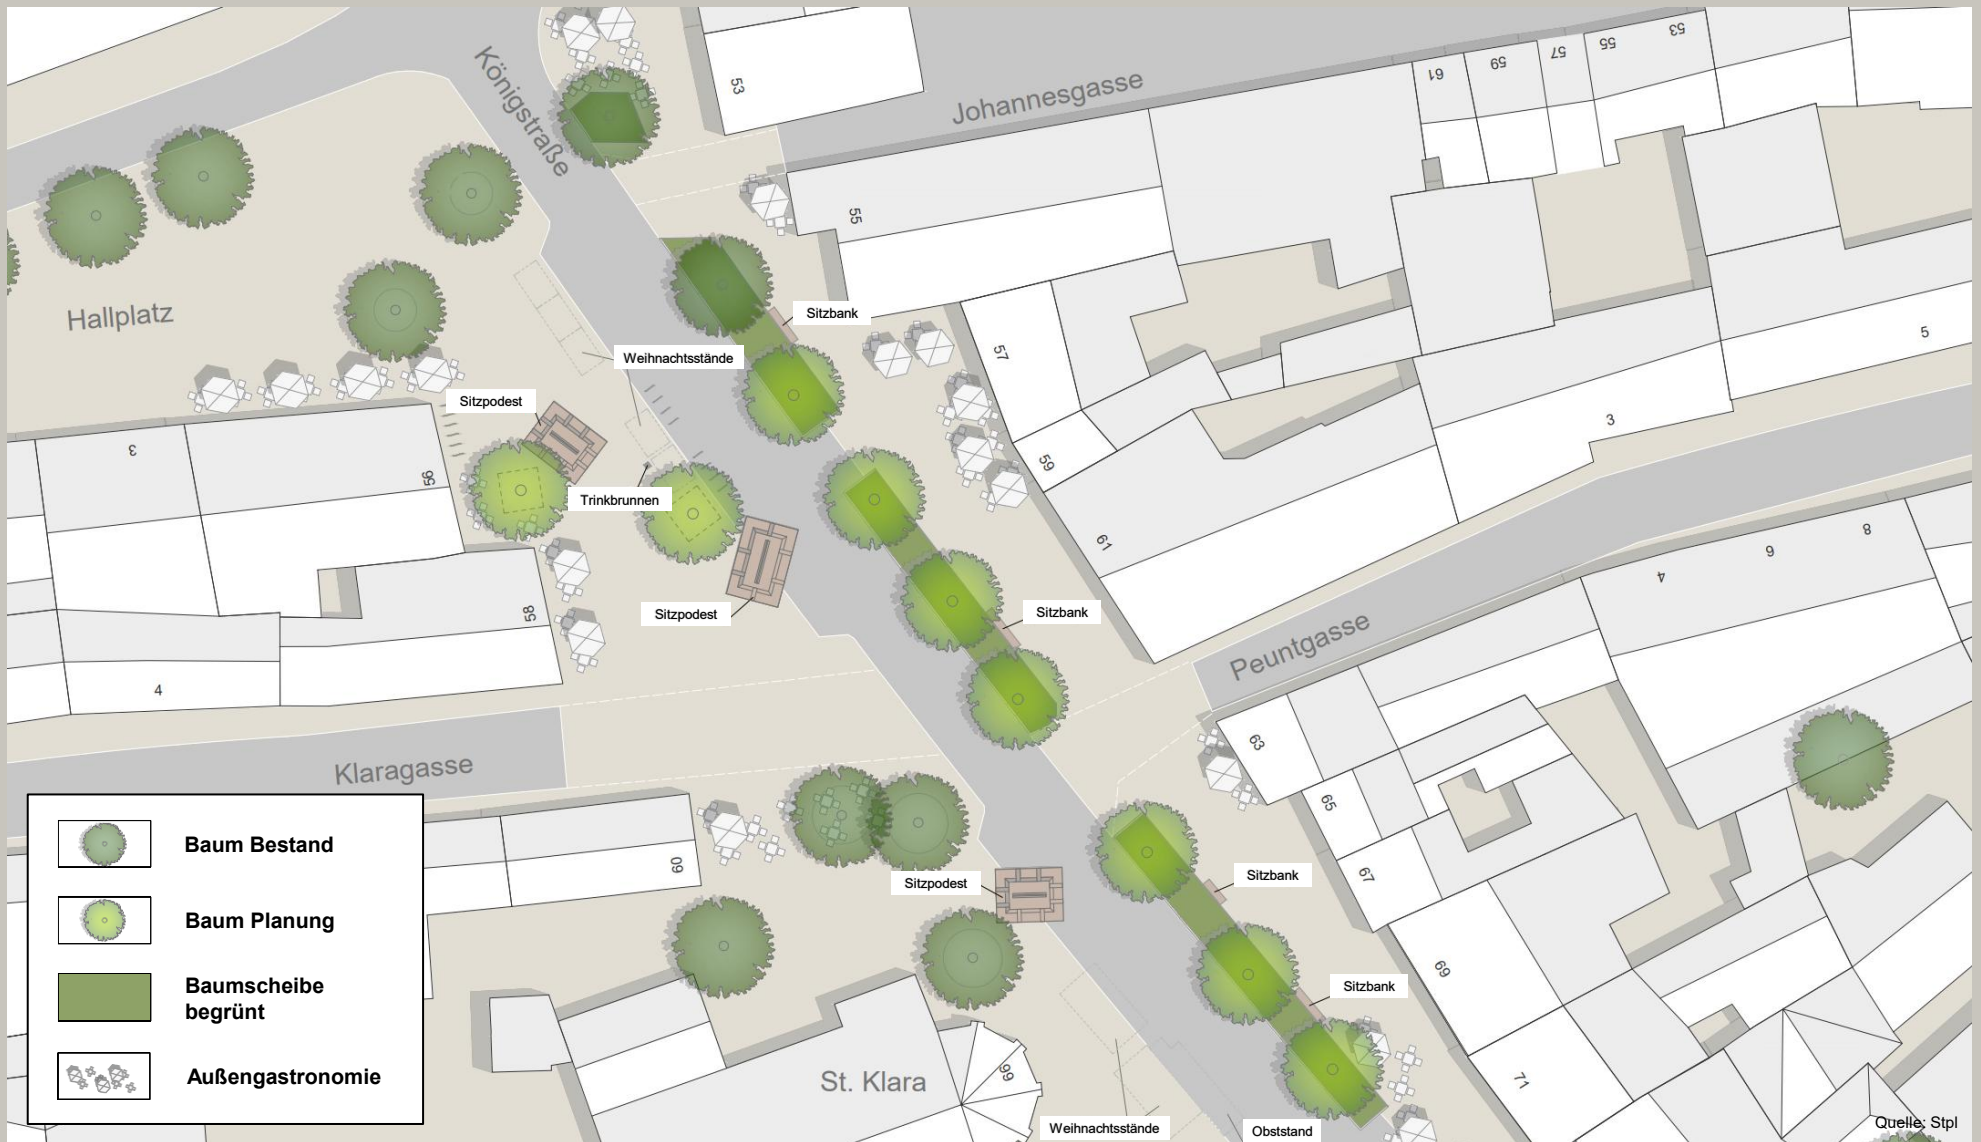 Königstraße
53
Johannesgasse
61
59
57
55
53
55
Hallplatz
Sitzbank
Weihnachtsstände
57
5
Sitzpodest
3
3
56
59
Trinkbrunnen
61
8
6
4
58
Sitzpodest
Sitzbank
Peuntgasse
4
63
Klaragasse
65
Baum Bestand
60
67
Sitzpodest
Sitzbank
Baum Planung
69
Baumscheibe
begrünt
Sitzbank
Außengastronomie
St. Klara
66
71
Weihnachtsstände
Obststand
Quelle: Stpl